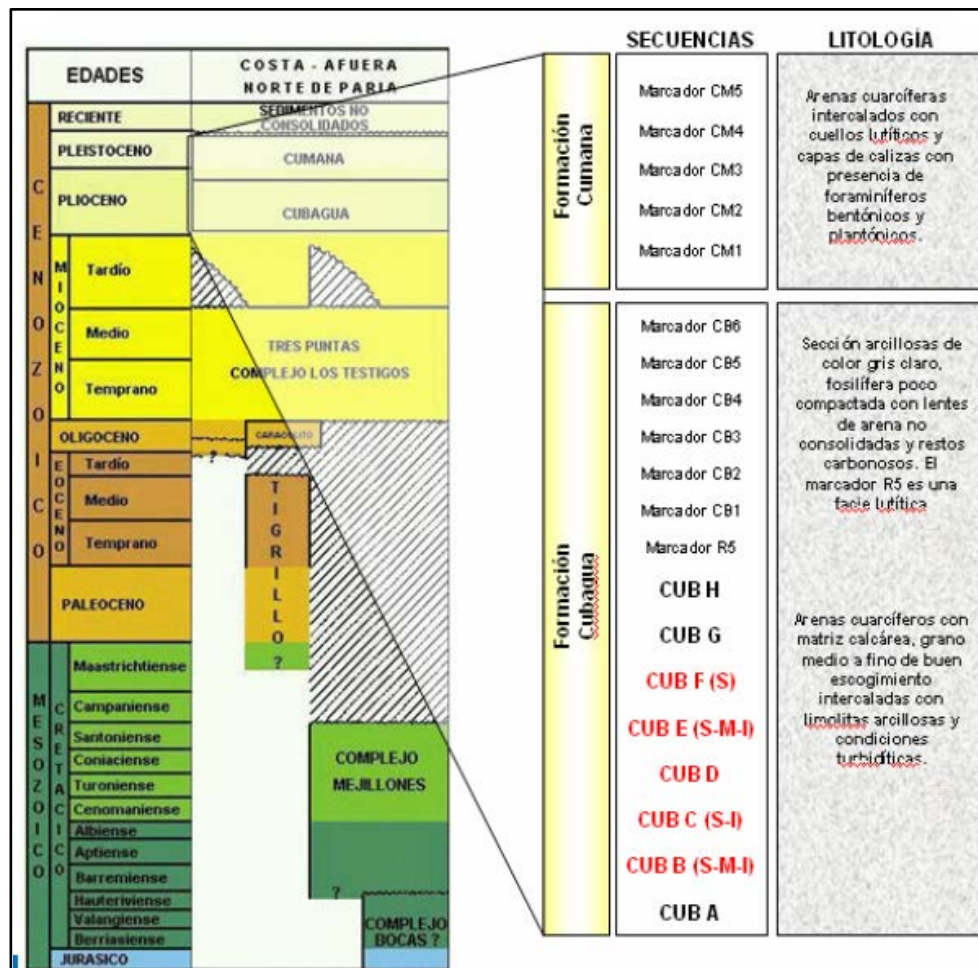 EDADES
COSTA - AFUERA
NORTE DE PARIA
RECIENTE
SEDIMENTOS NO
CONSOLIDADOS
PLEISTOCENO
CUMANA
PLIOCENO
CUBAGUA
CENOZOICO
MIOCENO
Tardío
Medio
Temprano
TRES PUNTAS
COMPLEJO LOS TESTIGOS
OLIGOCENO
CARACOLITO
?
EOCENO
Tardío
Medio
Temprano
TIGRILLO
?
PALEOCENO
MESOZOICO
CRETACICO
Maastrichtiense
Campaniense
Santoniense
Coniaciense
Turoniense
Cenomaniense
Albiense
Aptiense
Barremiense
Hauteriviense
Valangiense
Berriasiense
COMPLEJO
MEJILLONES
?
COMPLEJO
BOCAS ?
JURASICO
SECUENCIAS
LITOLOGÍA
Formación
Cumana
Marcador CM5
Marcador CM4
Marcador CM3
Marcador CM2
Marcador CM1
Arenas cuarcíferas
intercalados con
cuellos lutíticos y
capas de calizas con
presencia de
foraminíferos
bentónicos y
plantónicos.
Formación
Cubagua
Marcador CB6
Marcador CB5
Marcador CB4
Marcador CB3
Marcador CB2
Marcador CB1
Marcador R5
CUB H
CUB G
CUB F (S)
CUB E (S-M-I)
CUB D
CUB C (S-I)
CUB B (S-M-I)
CUB A
Sección arcillosas de
color gris claro,
fosilífera poco
compactada con lentes
de arena no
consolidadas y restos
carbonosos. El
marcador R5 es una
facie lutítica
Arenas cuarcíferos con
matriz calcárea, grano
medio a fino de buen
escogimiento
intercaladas con
limolitas arcillosas y
condiciones
turbidíticas.